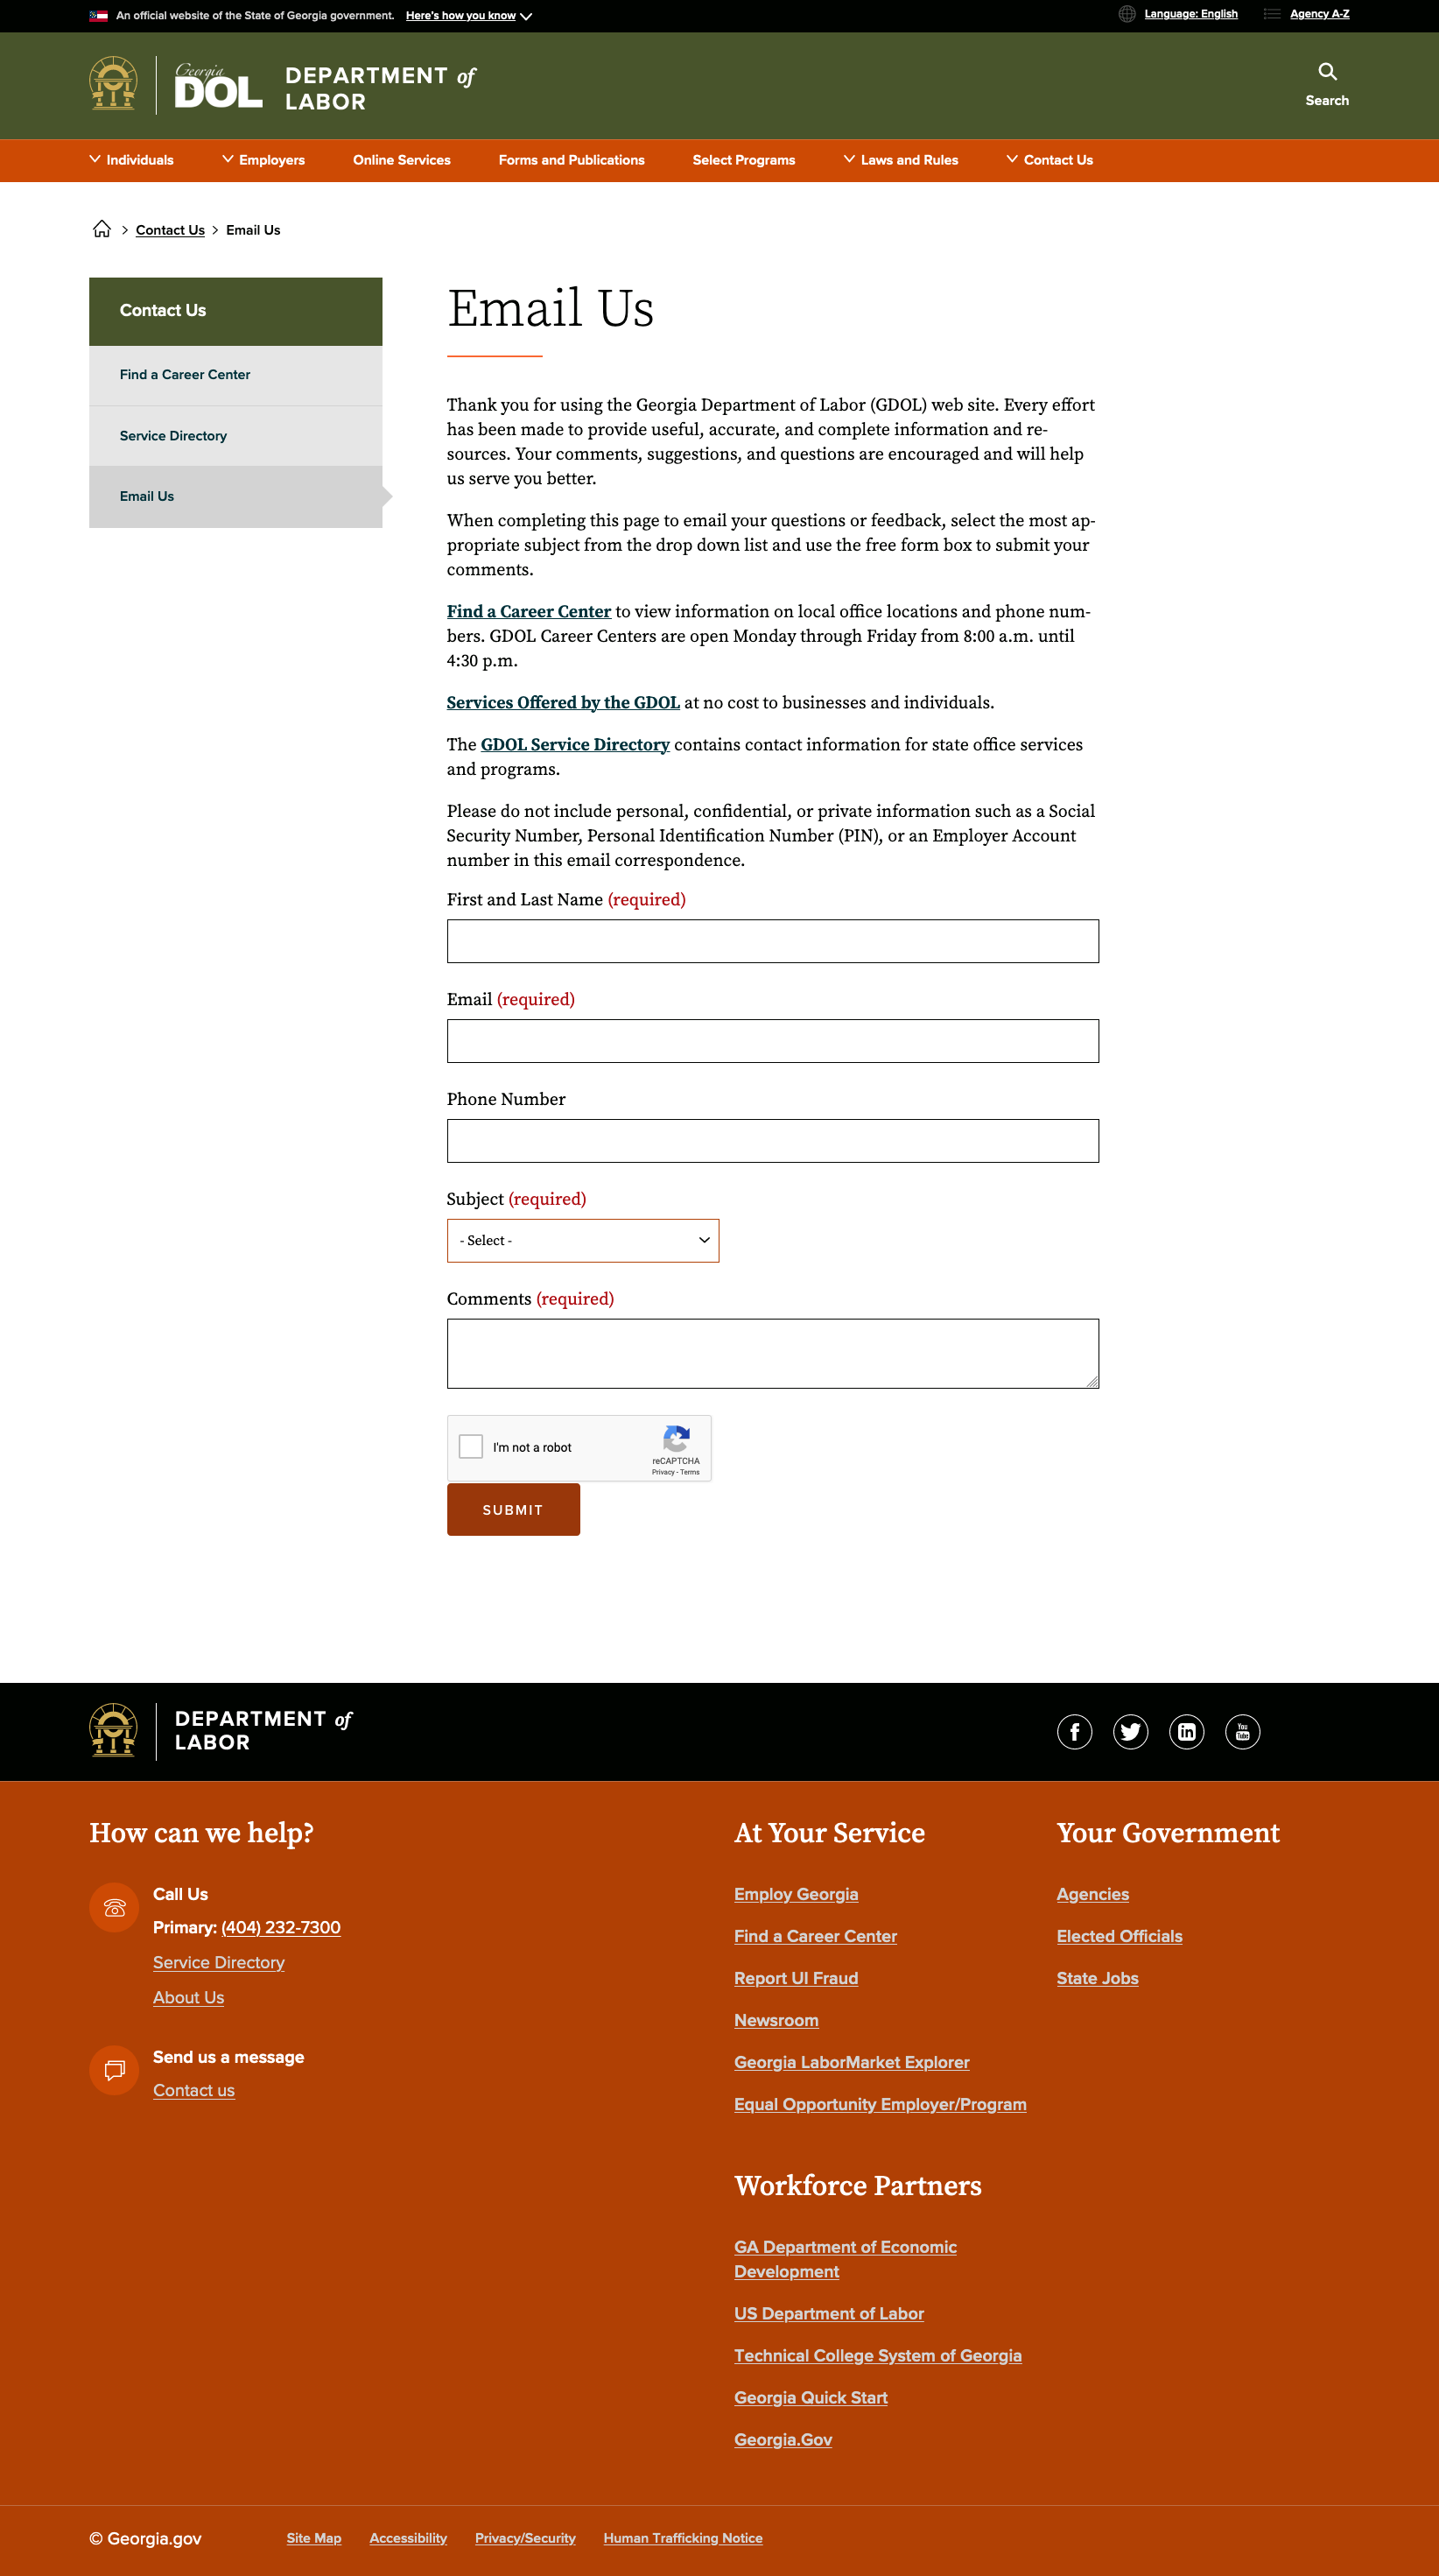 An official website of the State of Georgia government. Here's how you know
Language: English
Agency A-Z
Georgia
DOL
DEPARTMENT of
LABOR
Search
Individuals
Employers
Online Services
Forms and Publications
Select Programs
Laws and Rules
Contact Us
Contact Us
Email Us
Contact Us
Find a Career Center
Service Directory
Email Us
Email Us
Thank you for using the Georgia Department of Labor (GDOL) web site. Every effort
has been made to provide useful, accurate, and complete information and re-
sources. Your comments, suggestions, and questions are encouraged and will help
us serve you better.
When completing this page to email your questions or feedback, select the most ap-
propriate subject from the drop down list and use the free form box to submit your
comments.
Find a Career Center to view information on local office locations and phone num-
bers. GDOL Career Centers are open Monday through Friday from 8:00 a.m. until
4:30 p.m.
Services Offered by the GDOL at no cost to businesses and individuals.
The GDOL Service Directory contains contact information for state office services
and programs.
Please do not include personal, confidential, or private information such as a Social
Security Number, Personal Identification Number (PIN), or an Employer Account
number in this email correspondence.
First and Last Name (required)
Email (required)
Phone Number
Subject (required)
- Select -
Comments (required)
I'm not a robot
reCAPTCHA
Privacy - Terms
SUBMIT
DEPARTMENT of
LABOR
You
Tube
How can we help?
Call Us
Primary: (404) 232-7300
Service Directory
About Us
Send us a message
Contact us
At Your Service
Employ Georgia
Find a Career Center
Report UI Fraud
Newsroom
Georgia LaborMarket Explorer
Equal Opportunity Employer/Program
Your Government
Agencies
Elected Officials
State Jobs
Workforce Partners
GA Department of Economic
Development
US Department of Labor
Technical College System of Georgia
Georgia Quick Start
Georgia.Gov
© Georgia.gov
Site Map
Accessibility
Privacy/Security
Human Trafficking Notice